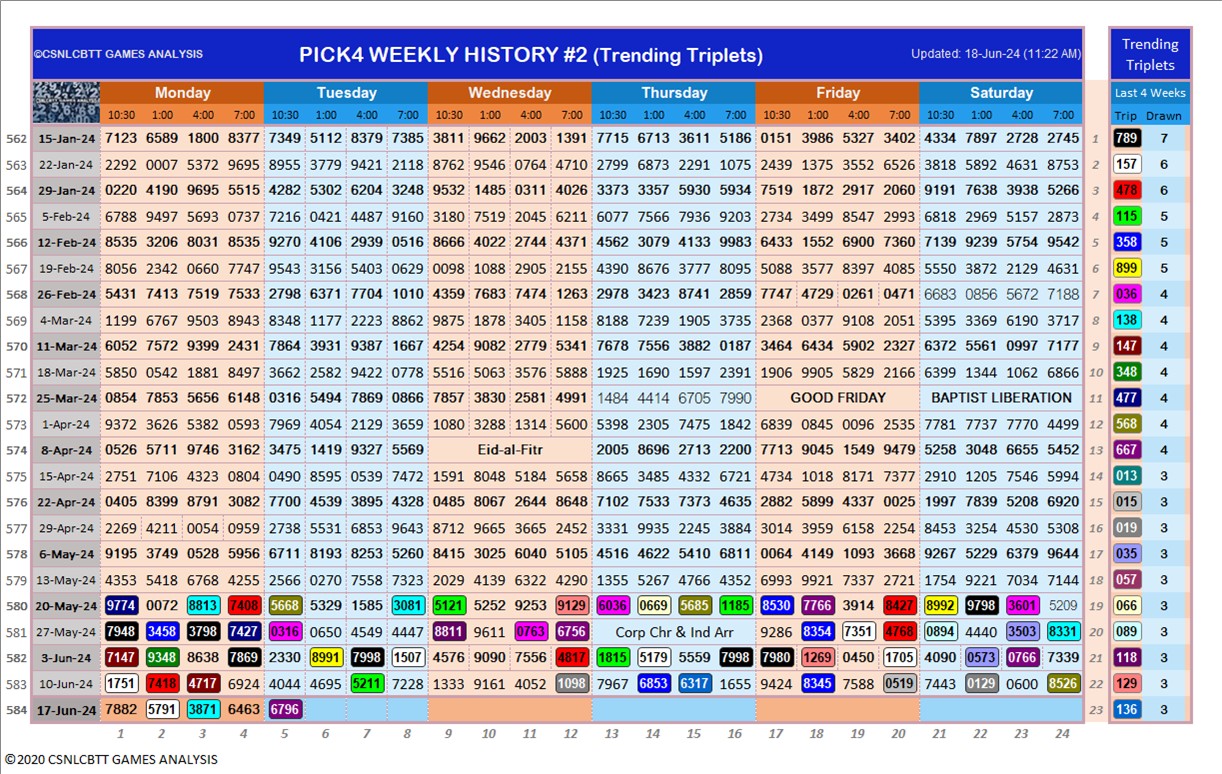 ©CSNLCBTT GAMES ANALYSIS PICK4 WEEKLY HISTORY #2 (Trending Triplets) Updated: 18-Jun-24 (11:22 AM) Trending Triplets
Monday Tuesday Wednesday Thursday Friday Saturday Last 4 Weeks
10:30 1:00 4:00 7:00 10:30 1:00 4:00 7:00 10:30 1:00 4:00 7:00 10:30 1:00 4:00 7:00 10:30 1:00 4:00 7:00 10:30 1:00 4:00 7:00 Trip Drawn
562 15-Jan-24 7123 6589 1800 8377 7349 5112 8379 7385 3811 9662 2003 1391 7715 6713 3611 5186 0151 3986 5327 3402 4334 7897 2728 2745 1 789 7
563 22-Jan-24 2292 0007 5372 9695 8955 3779 9421 2118 8762 9546 0764 4710 2799 6873 2291 1075 2439 1375 3552 6526 3818 5892 4631 8753 2 157 6
564 29-Jan-24 0220 4190 9695 5515 4282 5302 6204 3248 9532 1485 0311 4026 3373 3357 5930 5934 7519 1872 2917 2060 9191 7638 3938 5266 3 478 6
565 5-Feb-24 6788 9497 5693 0737 7216 0421 4487 9160 3180 7519 2045 6211 6077 7566 7936 9203 2734 3499 8547 2993 6818 2969 5157 2873 4 115 5
566 12-Feb-24 8535 3206 8031 8535 9270 4106 2939 0516 8666 4022 2744 4371 4562 3079 4133 9983 6433 1552 6900 7360 7139 9239 5754 9542 5 358 5
567 19-Feb-24 8056 2342 0660 7747 9543 3156 5403 0629 0098 1088 2905 2155 4390 8676 3777 8095 5088 3577 8397 4085 5550 3872 2129 4631 6 899 5
568 26-Feb-24 5431 7413 7519 7533 2798 6371 7704 1010 9359 7683 7474 1263 2978 3423 8741 2859 7747 4729 0261 0471 6683 0856 5672 7188 7 036 4
569 4-Mar-24 1199 6767 9503 8943 8348 1177 2223 8862 9875 1878 3405 1158 8188 7239 1905 3735 2368 0377 9108 2051 5395 3369 6190 3717 8 138 4
570 11-Mar-24 6052 7572 9399 2431 7864 3931 9387 1667 4254 9082 2779 5341 7678 7556 3882 0187 3464 6434 5902 2327 6372 5561 0997 7177 9 147 4
571 18-Mar-24 5850 0542 1881 8497 3662 2582 9422 0778 5516 5063 3576 5888 1925 1690 1597 2391 1906 9905 5829 2166 6399 1344 1062 6866 10 348 4
572 25-Mar-24 0854 7853 5656 6148 0316 5494 7869 0866 7857 3830 2581 4991 1484 4414 6705 7990 GOOD FRIDAY BAPTIST LIBERATION 11 477 4
573 1-Apr-24 9372 3626 5382 0593 7969 4054 2129 3659 1080 3288 1314 5600 5398 2305 7475 1842 6839 0845 0096 2535 7781 7737 7770 4499 12 568 4
574 8-Apr-24 0526 5711 9746 3162 3475 1419 9327 5569 Eid-al-Fitr 2005 8696 2713 2200 7713 9045 1549 9479 5258 3048 6655 5452 13 667 4
575 15-Apr-24 2751 7106 4323 0804 0490 8595 0539 7472 1591 8048 5184 5658 8665 3485 4332 6721 4734 1018 8171 7377 2910 1205 7546 5994 14 013 3
576 22-Apr-24 0405 8399 8791 3082 7700 4539 3895 4328 0485 8067 2644 8648 7102 7533 7373 4635 2882 5899 4337 0025 1997 7839 5208 6920 15 015 3
577 29-Apr-24 2269 4211 0054 0959 2738 5531 6853 9643 8712 9665 3665 2452 3331 9935 2245 3884 3014 3959 6158 2254 8453 3254 4530 5308 16 019 3
578 6-May-24 9195 3749 0528 5956 6711 8193 8253 5260 8415 3025 6040 5105 4516 4622 5410 6811 0064 4149 1093 3668 9267 5229 6379 9644 17 035 3
579 13-May-24 4353 5418 6768 4255 2566 0270 7558 7323 2029 4139 6322 4290 1355 5267 4766 4352 6993 9921 7337 2721 1754 9221 7034 7144 18 057 3
580 20-May-24 9774 0072 8813 7408 5668 5329 1585 3081 5121 5252 9253 9129 6036 0669 5685 1185 8530 7766 3914 8427 8992 9798 3601 5209 19 066 3
581 27-May-24 7948 3458 3798 7427 0316 0650 4549 4447 8811 9611 0763 6756 Corp Chr & Ind Arr 9286 8354 7351 4768 0894 4440 3503 8331 20 089 3
582 3-Jun-24 7147 9348 8638 7869 2330 8991 7998 1507 4576 9090 7556 4817 1815 5179 5559 7998 7980 1269 0450 1705 4090 0573 0766 7339 21 118 3
583 10-Jun-24 1751 7418 4717 6924 4044 4695 5211 7228 1333 9161 4052 1098 7967 6853 6317 1655 9424 8345 7588 0519 7443 0129 0600 8526 22 129 3
584 17-Jun-24 7882 5791 3871 6463 6796 23 136 3
1 2 3 4 5 6 7 8 9 10 11 12 13 14 15 16 17 18 19 20 21 22 23 24
©2020 CSNLCBTT GAMES ANALYSIS